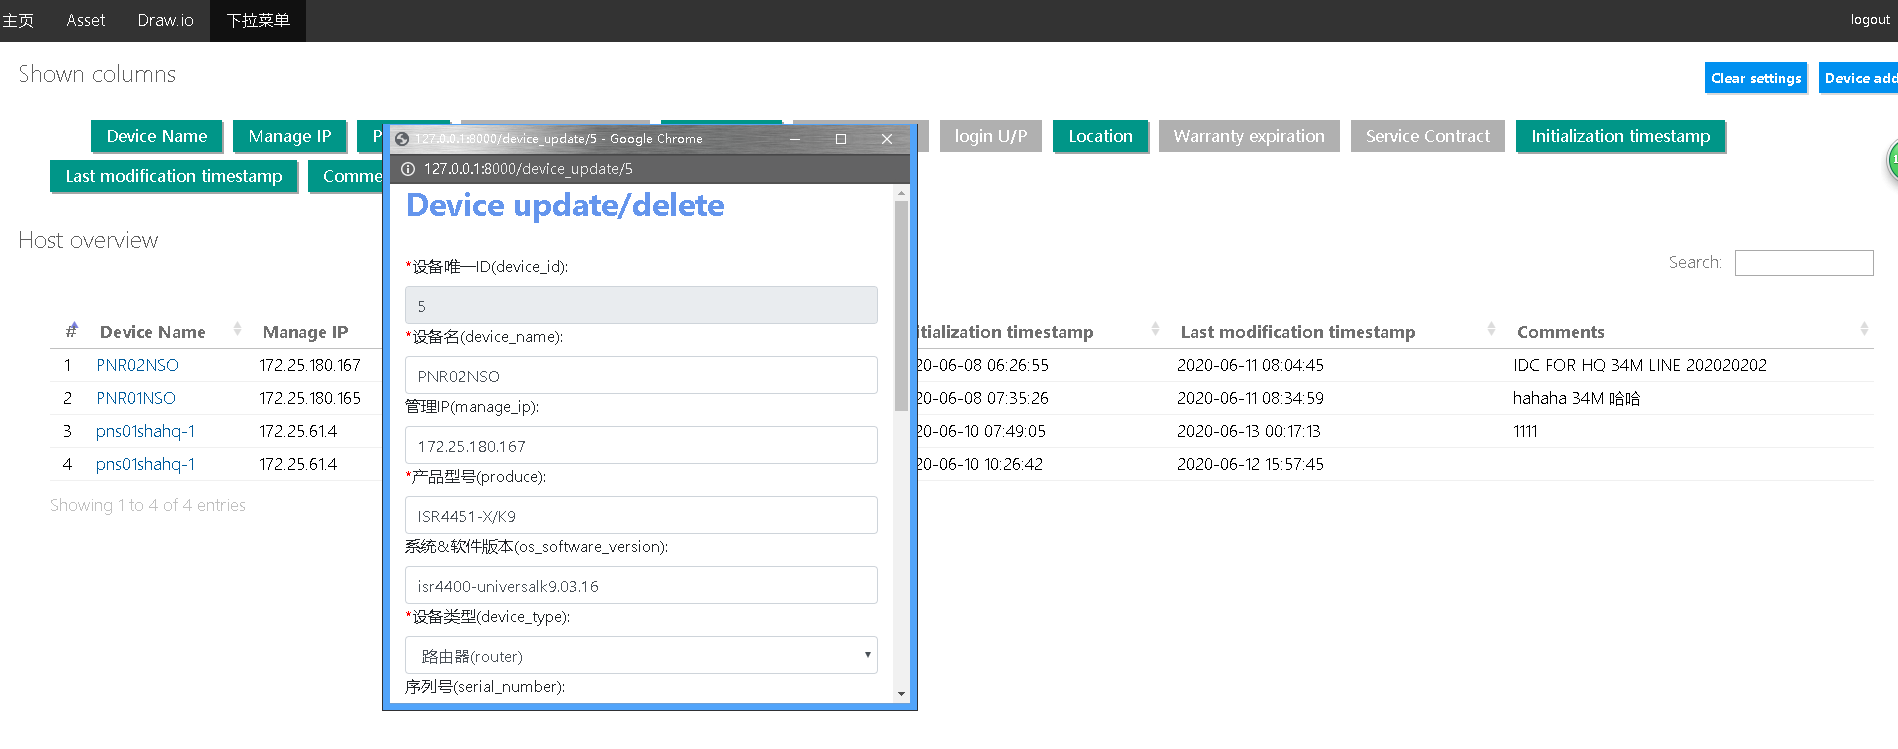 主页 Asset Draw.io 下拉菜单 logout
Shown columns
Clear settings Device add
Device Name Manage IP P login U/P Location Warranty expiration Service Contract Initialization timestamp
Last modification timestamp Comme
127.0.0.1:8000/device_update/5 - Google Chrome
127.0.0.1:8000/device_update/5
Device update/delete
*设备唯一ID(device_id):
5
*设备名(device_name):
PNR02NSO
管理IP(manage_ip):
172.25.180.167
*产品型号(produce):
ISR4451-X/K9
系统&软件版本(os_software_version):
isr4400-universalk9.03.16
*设备类型(device_type):
路由器(router)
序列号(serial_number):
Host overview
Search:
# Device Name Manage IP itialization timestamp Last modification timestamp Comments
1 PNR02NSO 172.25.180.167 20-06-08 06:26:55 2020-06-11 08:04:45 IDC FOR HQ 34M LINE 202020202
2 PNR01NSO 172.25.180.165 20-06-08 07:35:26 2020-06-11 08:34:59 hahaha 34M 哈哈
3 pns01shahq-1 172.25.61.4 20-06-10 07:49:05 2020-06-13 00:17:13 1111
4 pns01shahq-1 172.25.61.4 20-06-10 10:26:42 2020-06-12 15:57:45
Showing 1 to 4 of 4 entries